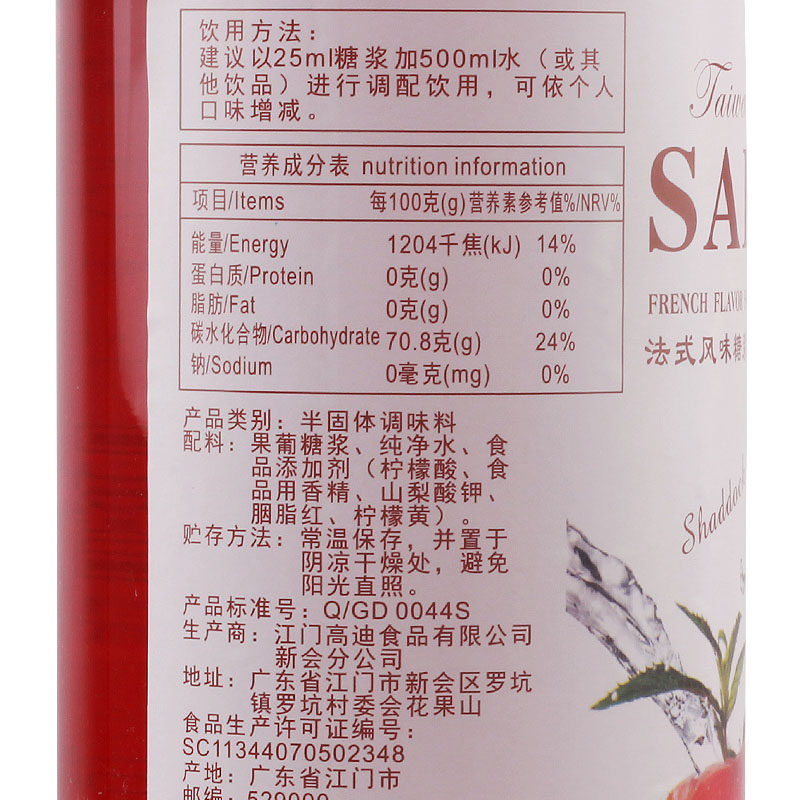 饮用方法：
建议以25ml糖浆加500ml水（或其
他饮品）进行调配饮用，可依个人
口味增减。
营养成分表 nutrition information
项目/Items 每100克(g) 营养素参考值%/NRV%
能量/Energy 1204千焦(kJ) 14%
蛋白质/Protein 0克(g) 0%
脂肪/Fat 0克(g) 0%
碳水化合物/Carbohydrate 70.8克(g) 24%
钠/Sodium 0毫克(mg) 0%
产品类别：半固体调味料
配料：果葡糖浆、纯净水、食
品添加剂（柠檬酸、食
品用香精、山梨酸钾、
胭脂红、柠檬黄）。
贮存方法：常温保存，并置于
阴凉干燥处，避免
阳光直照。
产品标准号：Q/GD 0044S
生产商：江门高迪食品有限公司
新会分公司
地址：广东省江门市新会区罗坑
镇罗坑村委会花果山
食品生产许可证编号：
SC11344070502348
产地：广东省江门市
邮编：529000
FRENCH FLAVOR
法式风味糖